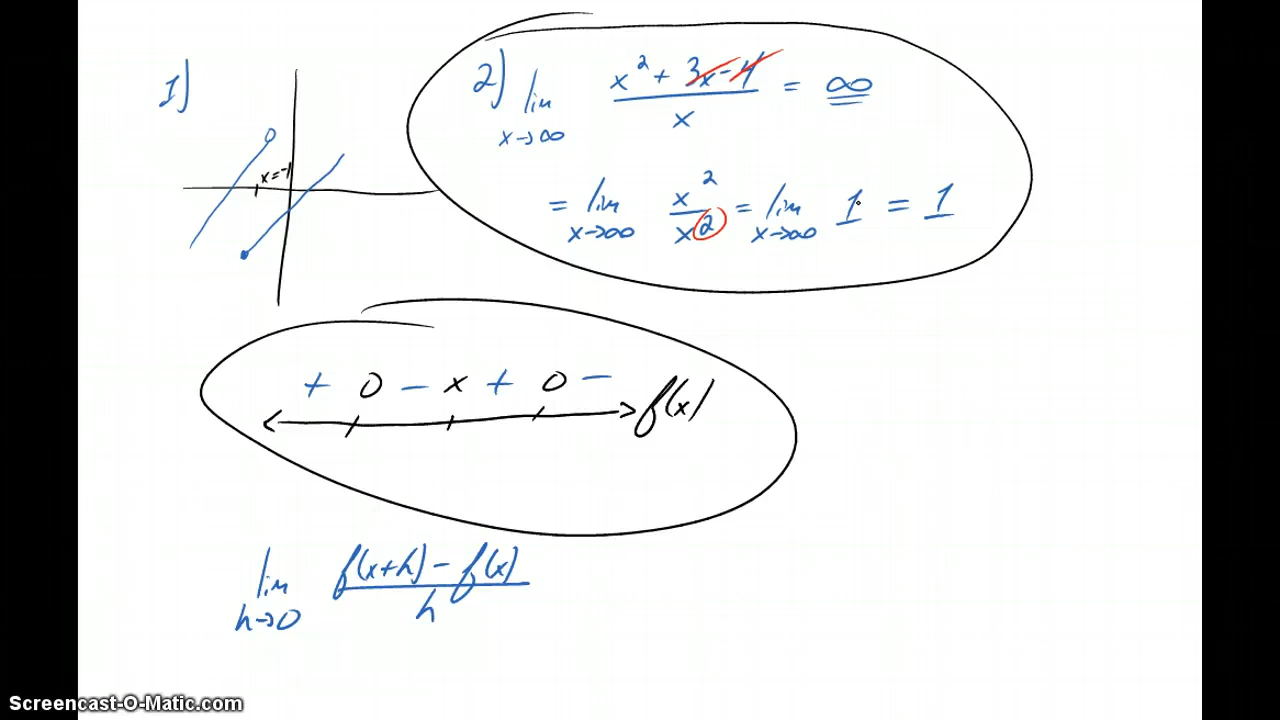 1)
x=-1
2) lim x→∞ x² + 3x - 4 / x = ∞
= lim x→∞ x² / x² = lim x→∞ 1 = 1
+ 0 - x + 0 -
f(x)
lim h→0 f(x+h) - f(x) / h
Screencast-O-Matic.com